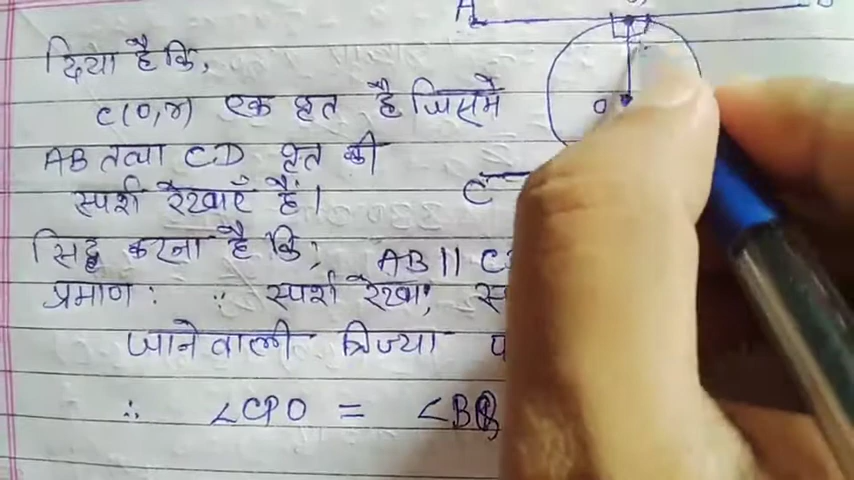 A
दिया है कि,
C(O,r) एक वृत है जिसमें
O
AB तथा CD वृत की
C
स्पर्श रेखाएँ हैं।
सिद्ध करना है कि; AB || C
प्रमाण : ∵ स्पर्श रेखा,
जानेवाली त्रिज्या
∴ ∠CPO =